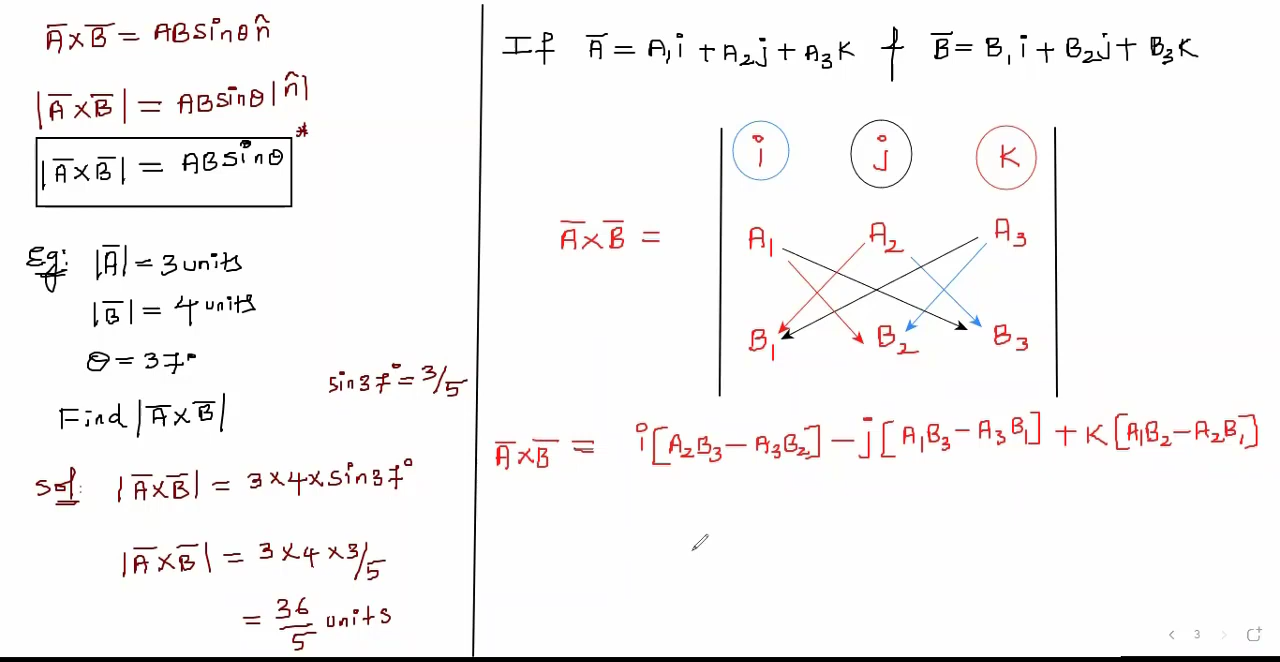 A̅×B̅ = ABsinθn̂
|A̅×B̅| = ABsinθ|n̂|
|A̅×B̅| = ABsinθ *
Eg: |A̅| = 3 units
|B̅| = 4 units
θ = 37°
sin37° = 3/5
Find |A̅×B̅|
Sol: |A̅×B̅| = 3×4×sin37°
|A̅×B̅| = 3×4×3/5
= 36/5 units
If A̅ = A₁i + A₂j + A₃K & B̅ = B₁i + B₂j + B₃K
i j K
A̅×B̅ = A₁ A₂ A₃
B₁ B₂ B₃
A̅×B̅ = i[A₂B₃ − A₃B₂] − j[A₁B₃ − A₃B₁] + K[A₁B₂ − A₂B₁]
3